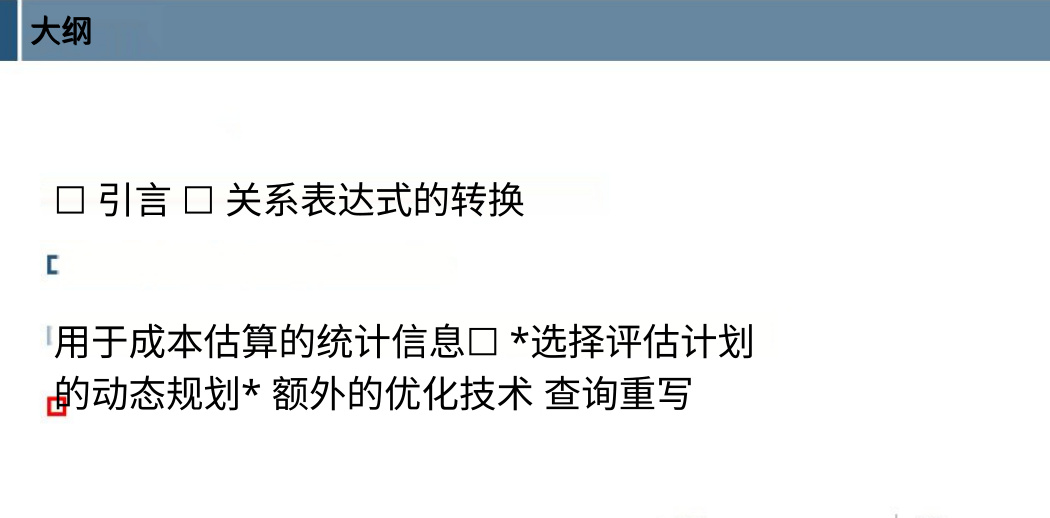 大纲
□ 引言 □ 关系表达式的转换
用于成本估算的统计信息□ *选择评估计划
的动态规划* 额外的优化技术 查询重写